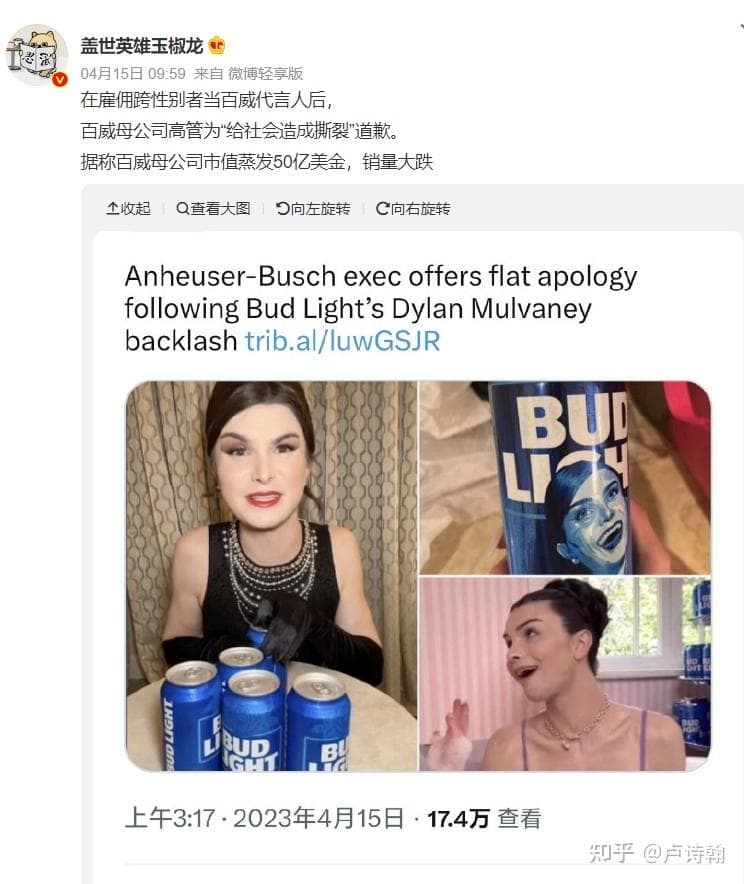 盖世英雄玉椒龙
04月15日 09:59 来自 微博轻享版
在雇佣跨性别者当百威代言人后，
百威母公司高管为“给社会造成撕裂”道歉。
据称百威母公司市值蒸发50亿美金，销量大跌
收起 查看大图 向左旋转 向右旋转
Anheuser-Busch exec offers flat apology
following Bud Light’s Dylan Mulvaney
backlash trib.al/luwGSJR
BUD
LIGHT
BUD LIGHT
BUD
LIGHT
上午3:17 · 2023年4月15日 · 17.4万 查看
知乎 @卢诗翰